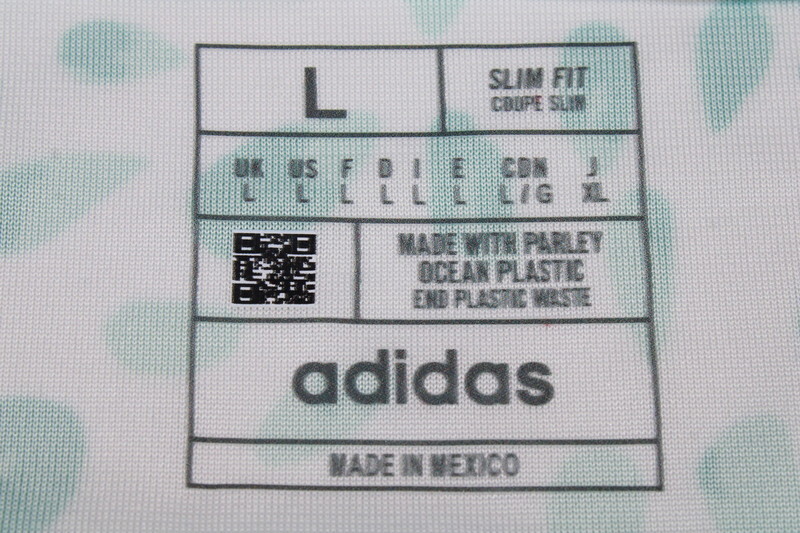 L
SLIM FIT
COUPE SLIM
UK US F D I E CDN J
L L L L L L L/G XL
MADE WITH PARLEY
OCEAN PLASTIC
END PLASTIC WASTE
adidas
MADE IN MEXICO